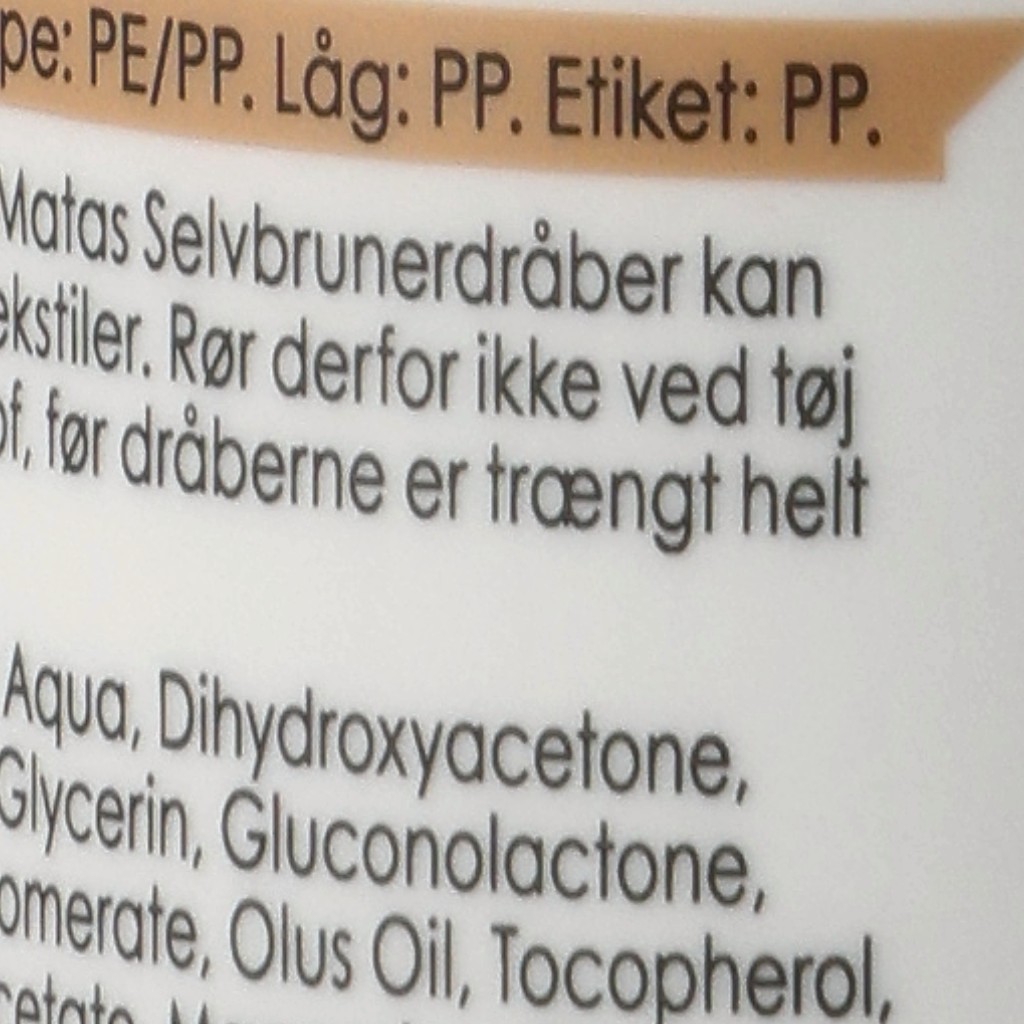 pe: PE/PP. Låg: PP. Etiket: PP.
Matas Selvbrunerdråber kan
ekstiler. Rør derfor ikke ved tøj
of, før dråberne er trængt helt
Aqua, Dihydroxyacetone,
Glycerin, Gluconolactone,
omerate, Olus Oil, Tocopherol,
cetate,